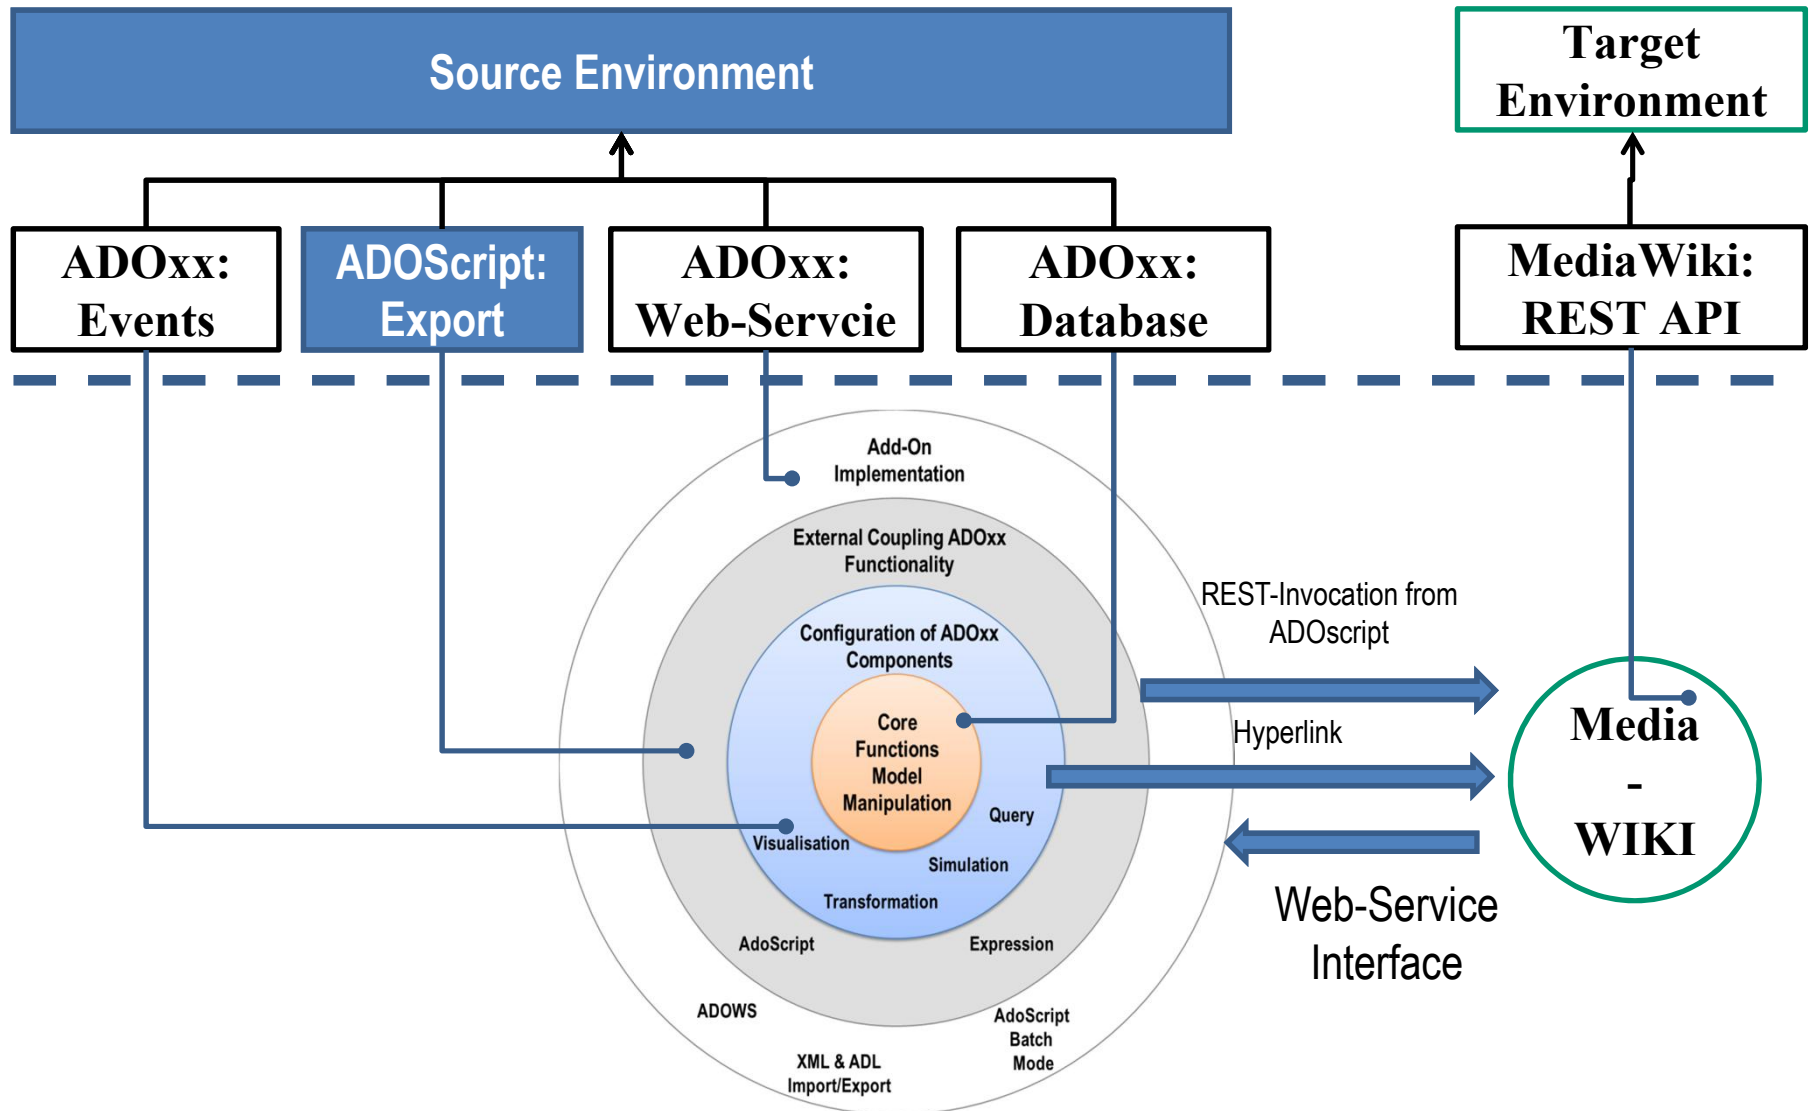 Source Environment
Target
Environment
ADOxx:
Events
ADOScript:
Export
ADOxx:
Web-Servcie
ADOxx:
Database
MediaWiki:
REST API
Add-On
Implementation
External Coupling ADOxx
Functionality
Configuration of ADOxx
Components
Core
Functions
Model
Manipulation
Query
Visualisation
Simulation
Transformation
AdoScript
Expression
ADOWS
AdoScript
Batch
Mode
XML & ADL
Import/Export
REST-Invocation from
ADOscript
Hyperlink
Web-Service
Interface
Media
-
WIKI